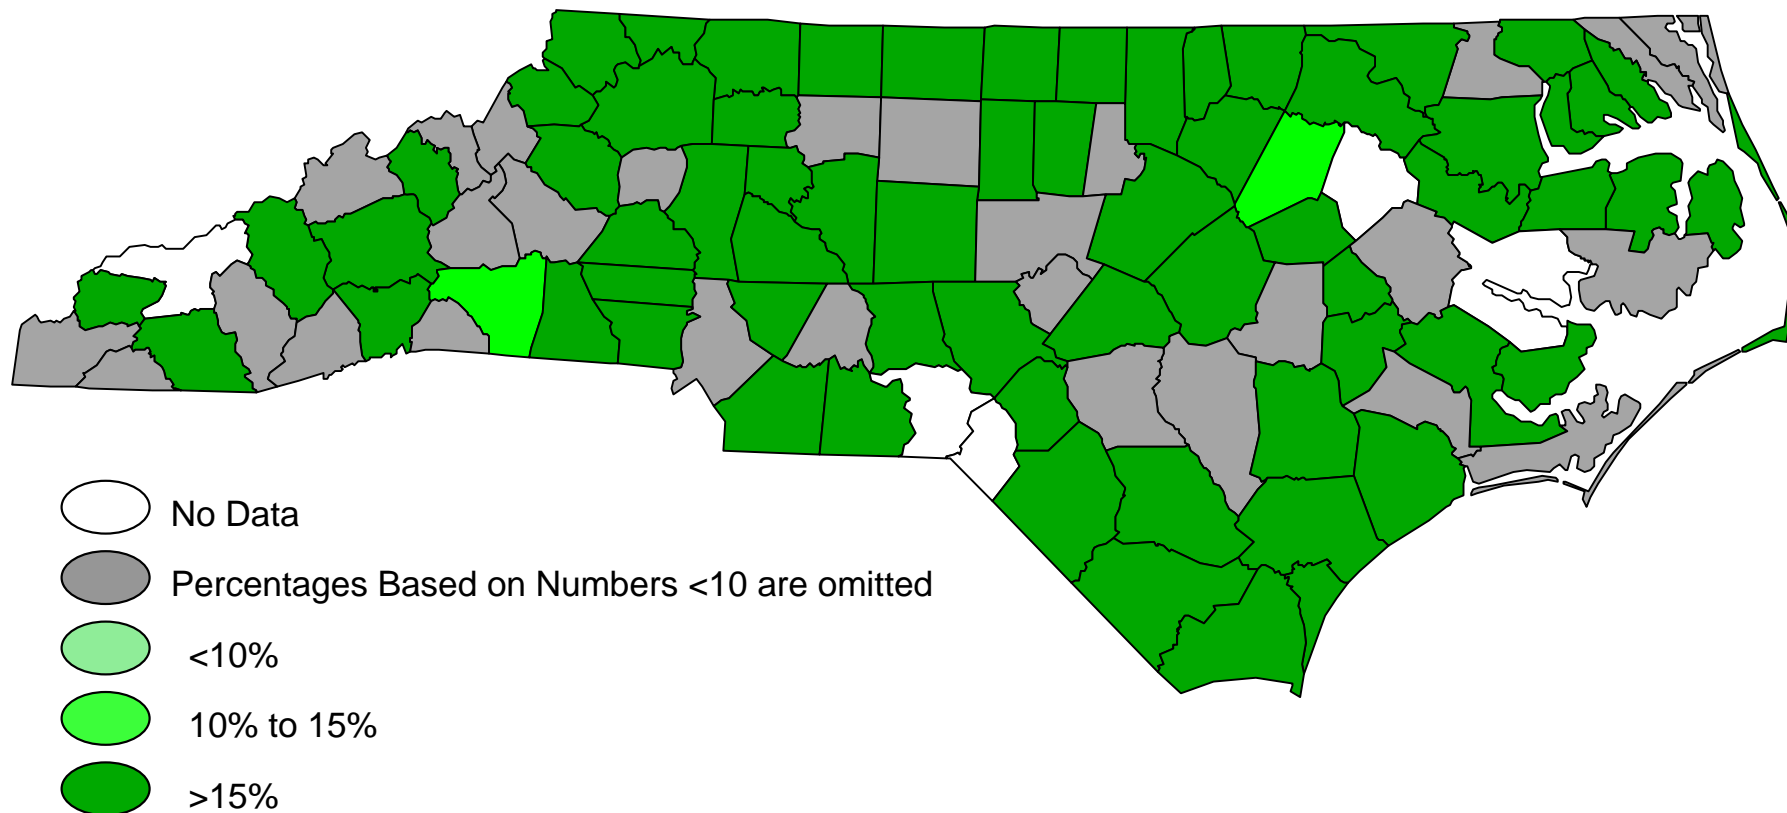 No Data
Percentages Based on Numbers <10 are omitted
<10%
10% to 15%
>15%